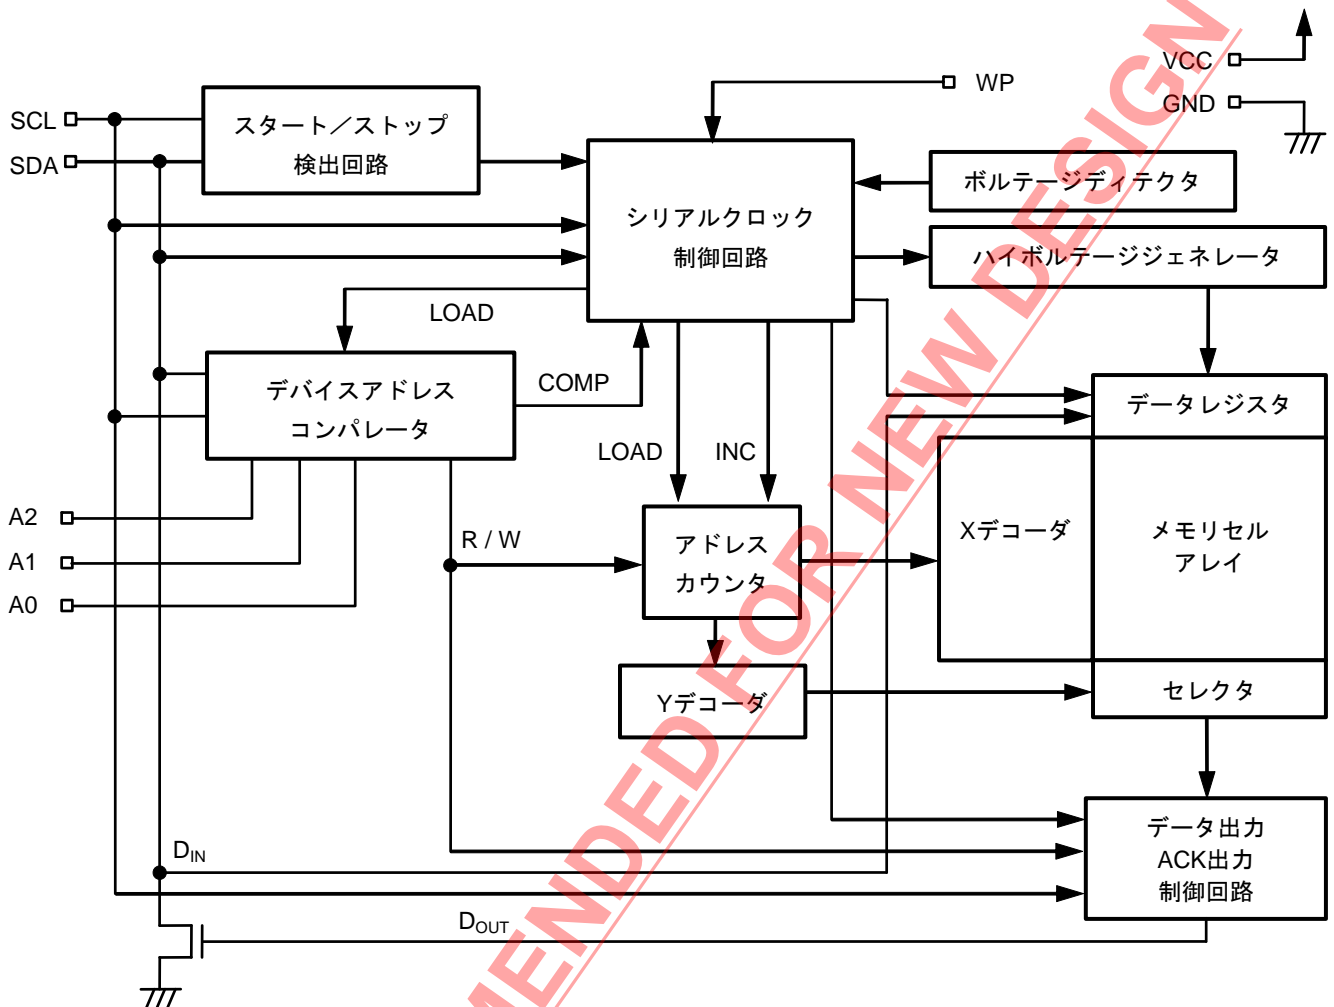 WP
VCC
GND
SCL
SDA
スタート／ストップ
検出回路
シリアルクロック
制御回路
ボルテージディテクタ
ハイボルテージジェネレータ
LOAD
デバイスアドレス
コンパレータ
COMP
LOAD
INC
データレジスタ
A2
A1
A0
R / W
アドレス
カウンタ
Xデコーダ
メモリセル
アレイ
Yデコーダ
セレクタ
データ出力
ACK出力
制御回路
DIN
DOUT
MENDED FOR NEW DESIGN